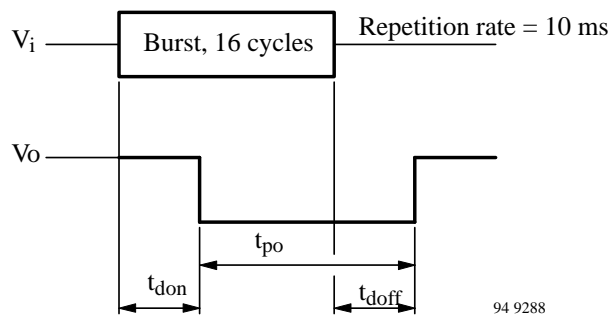 Vi
Burst, 16 cycles
Repetition rate = 10 ms
Vo
tpo
tdon
tdoff
94 9288